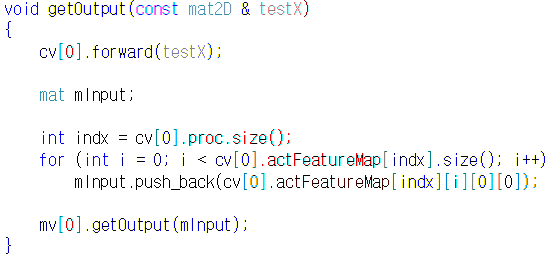 void getOutput(const mat2D & testX)
{
cv[0].forward(testX);
mat mInput;
int indx = cv[0].proc.size();
for (int i = 0; i < cv[0].actFeatureMap[indx].size(); i++)
mInput.push_back(cv[0].actFeatureMap[indx][i][0][0]);
mv[0].getOutput(mInput);
}